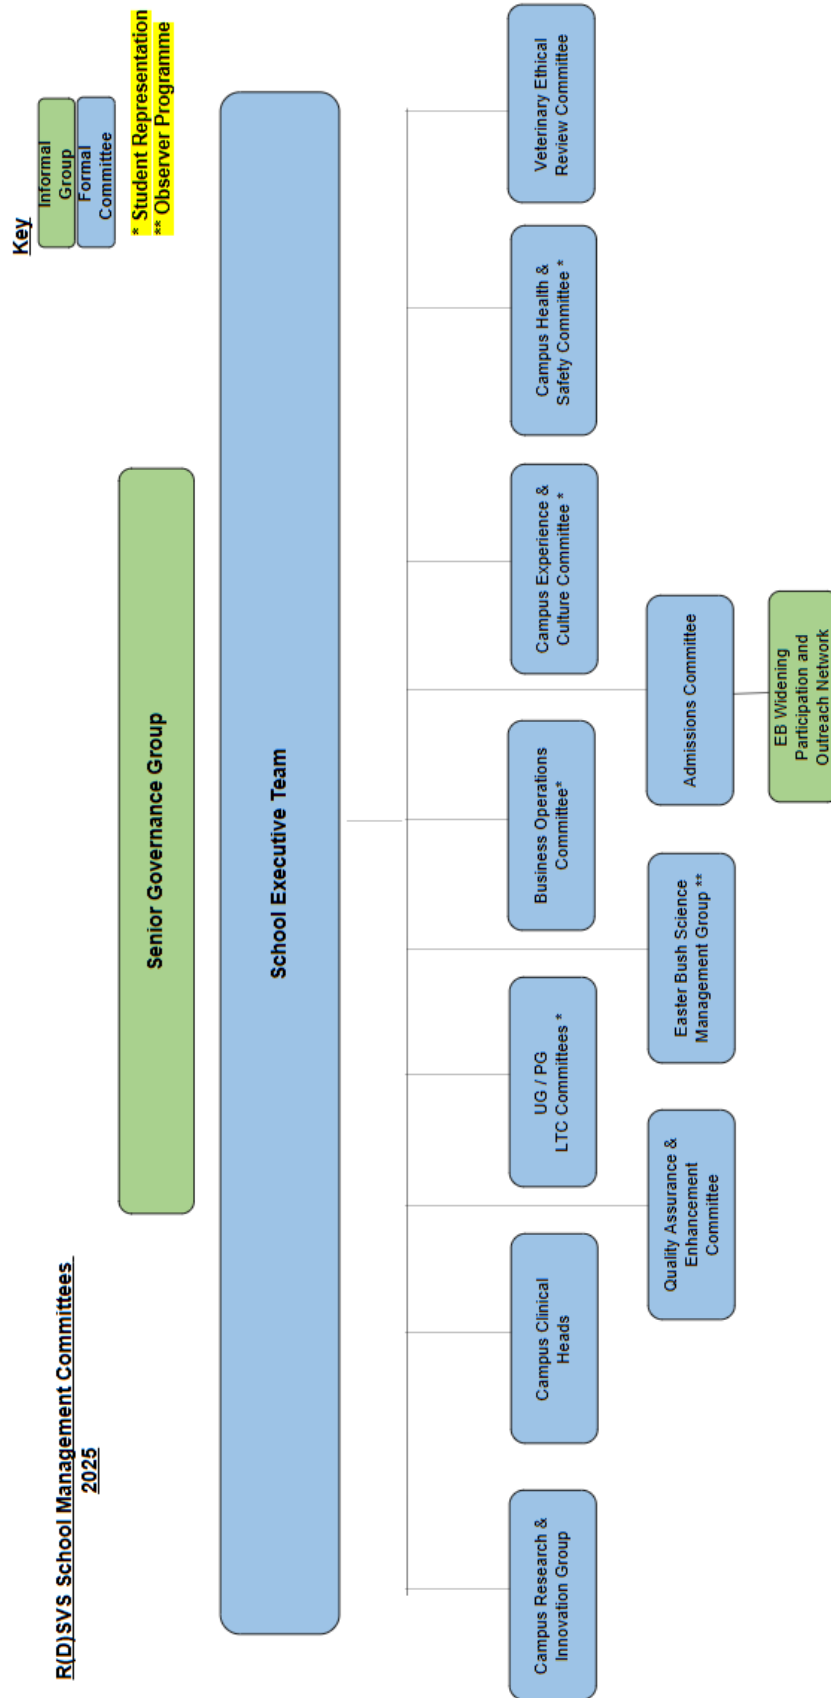 R(D)SVS School Management Committees
2025
Key
Informal
Group
Formal
Committee
* Student Representation
** Observer Programme
Senior Governance Group
School Executive Team
Campus Research &
Innovation Group
Campus Clinical
Heads
UG / PG
LTC Committees *
Business Operations
Committee*
Campus Experience &
Culture Committee *
Campus Health &
Safety Committee *
Veterinary Ethical
Review Committee
Quality Assurance &
Enhancement
Committee
Easter Bush Science
Management Group **
Admissions Committee
EB Widening
Participation and
Outreach Network